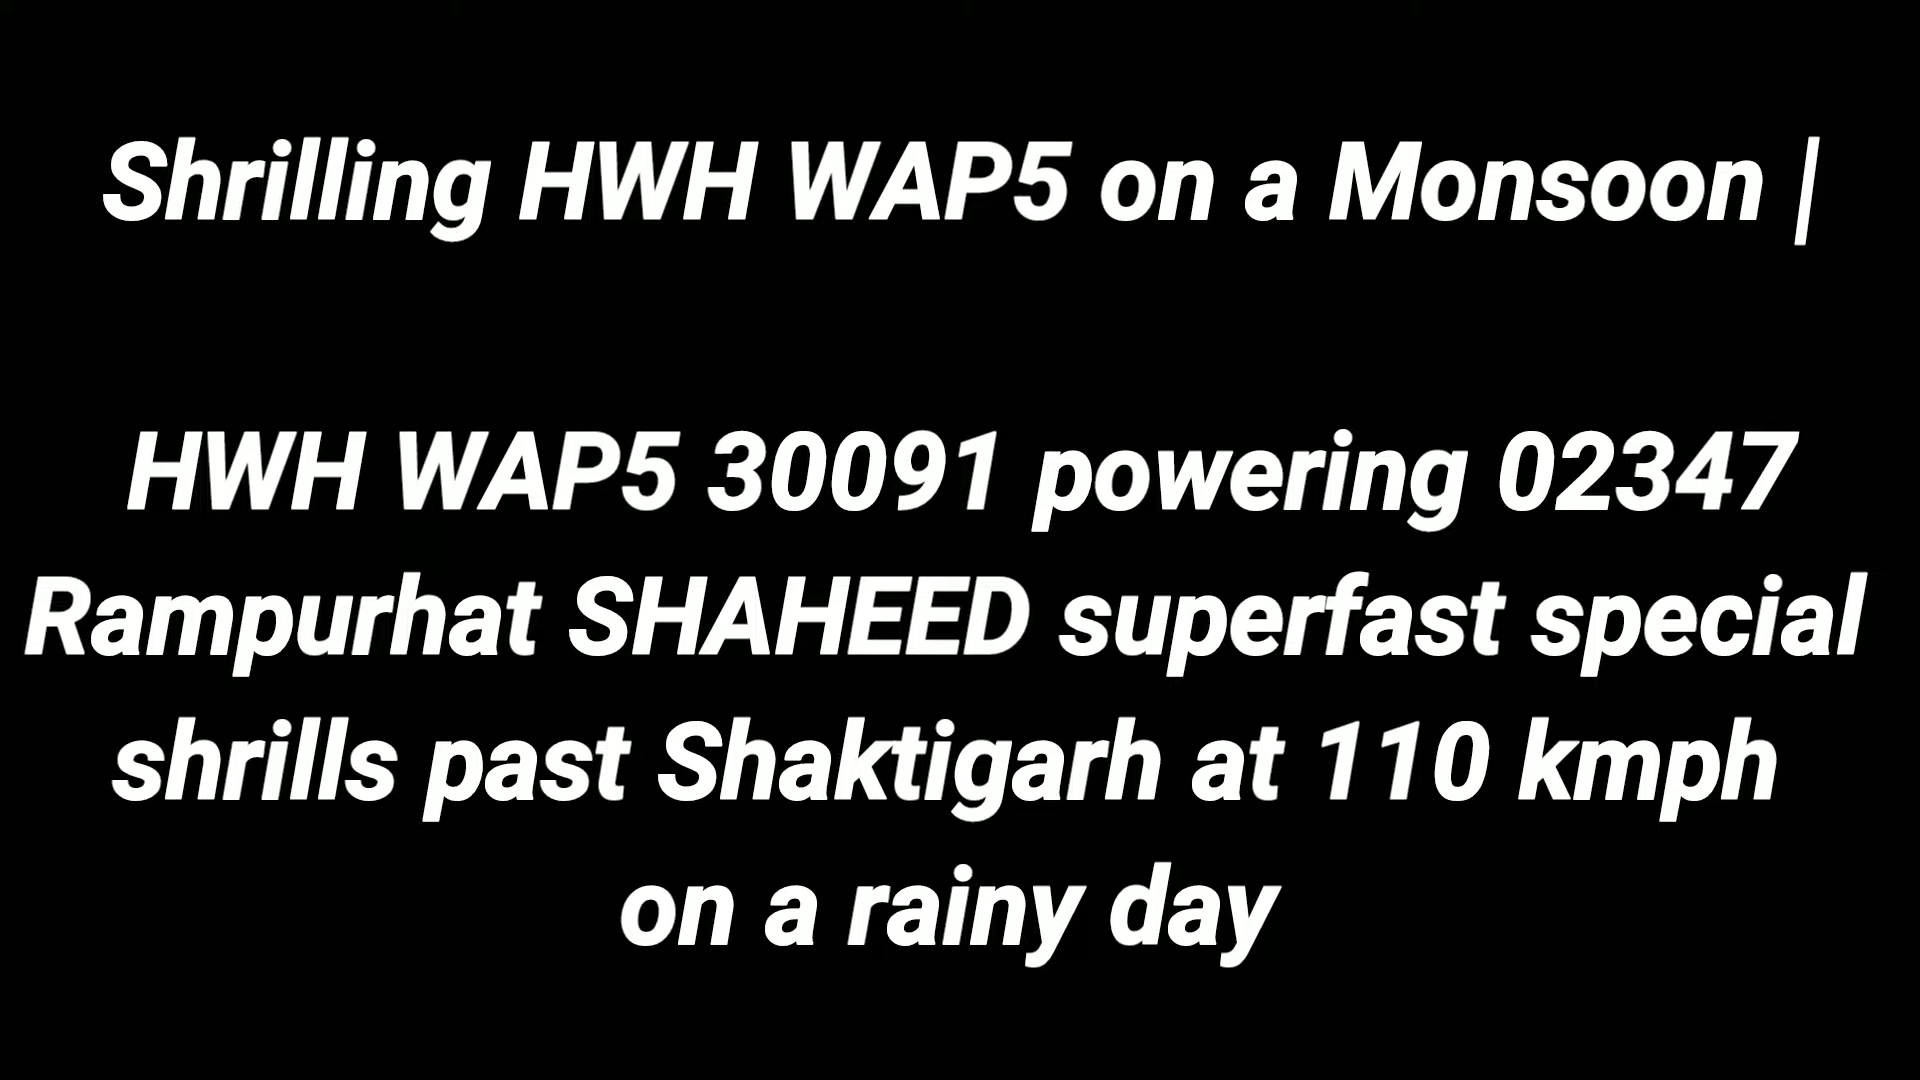 Shrilling HWH WAP5 on a Monsoon |
HWH WAP5 30091 powering 02347
Rampurhat SHAHEED superfast special
shrills past Shaktigarh at 110 kmph
on a rainy day